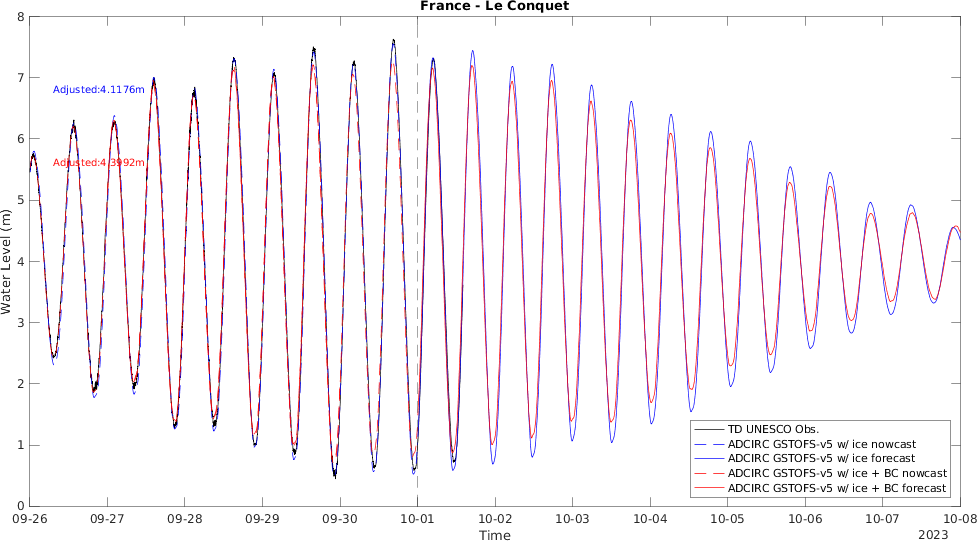 France - Le Conquet
Water Level (m)
8
7
6
5
4
3
2
1
0
Adjusted:4.1176m
Adjusted:4.3992m
TD UNESCO Obs.
ADCIRC GSTOFS-v5 w/ ice nowcast
ADCIRC GSTOFS-v5 w/ ice forecast
ADCIRC GSTOFS-v5 w/ ice + BC nowcast
ADCIRC GSTOFS-v5 w/ ice + BC forecast
09-26 09-27 09-28 09-29 09-30 10-01 10-02 10-03 10-04 10-05 10-06 10-07 10-08
Time
2023